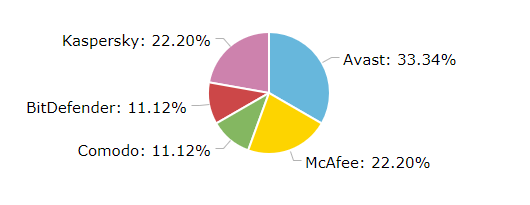 Kaspersky: 22.20%
Avast: 33.34%
BitDefender: 11.12%
Comodo: 11.12%
McAfee: 22.20%